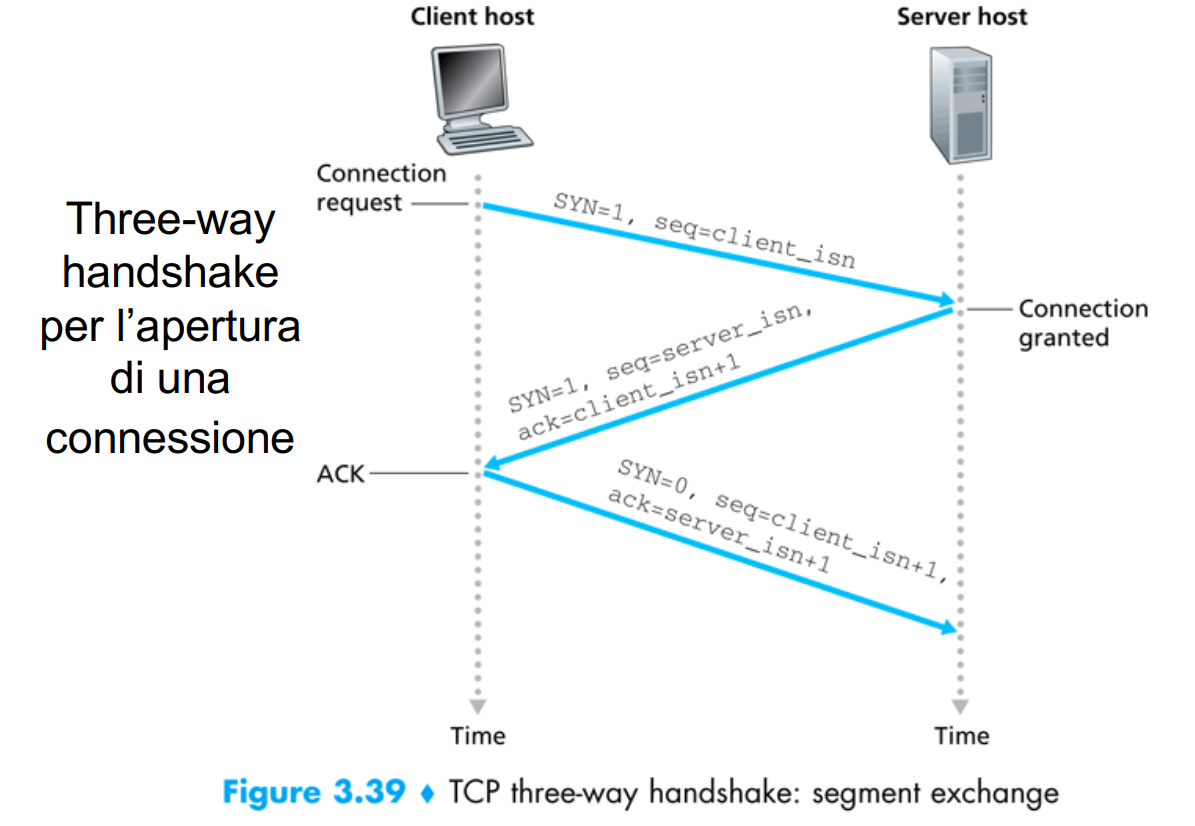 Client host
Server host
Connection
request
Three-way
handshake
per l’apertura
di una
connessione
SYN=1, seq=client_isn
Connection
granted
SYN=1, seq=server_isn,
ack=client_isn+1
ACK
SYN=0, seq=client_isn+1,
ack=server_isn+1
Time
Time
Figure 3.39 ♦ TCP three-way handshake: segment exchange